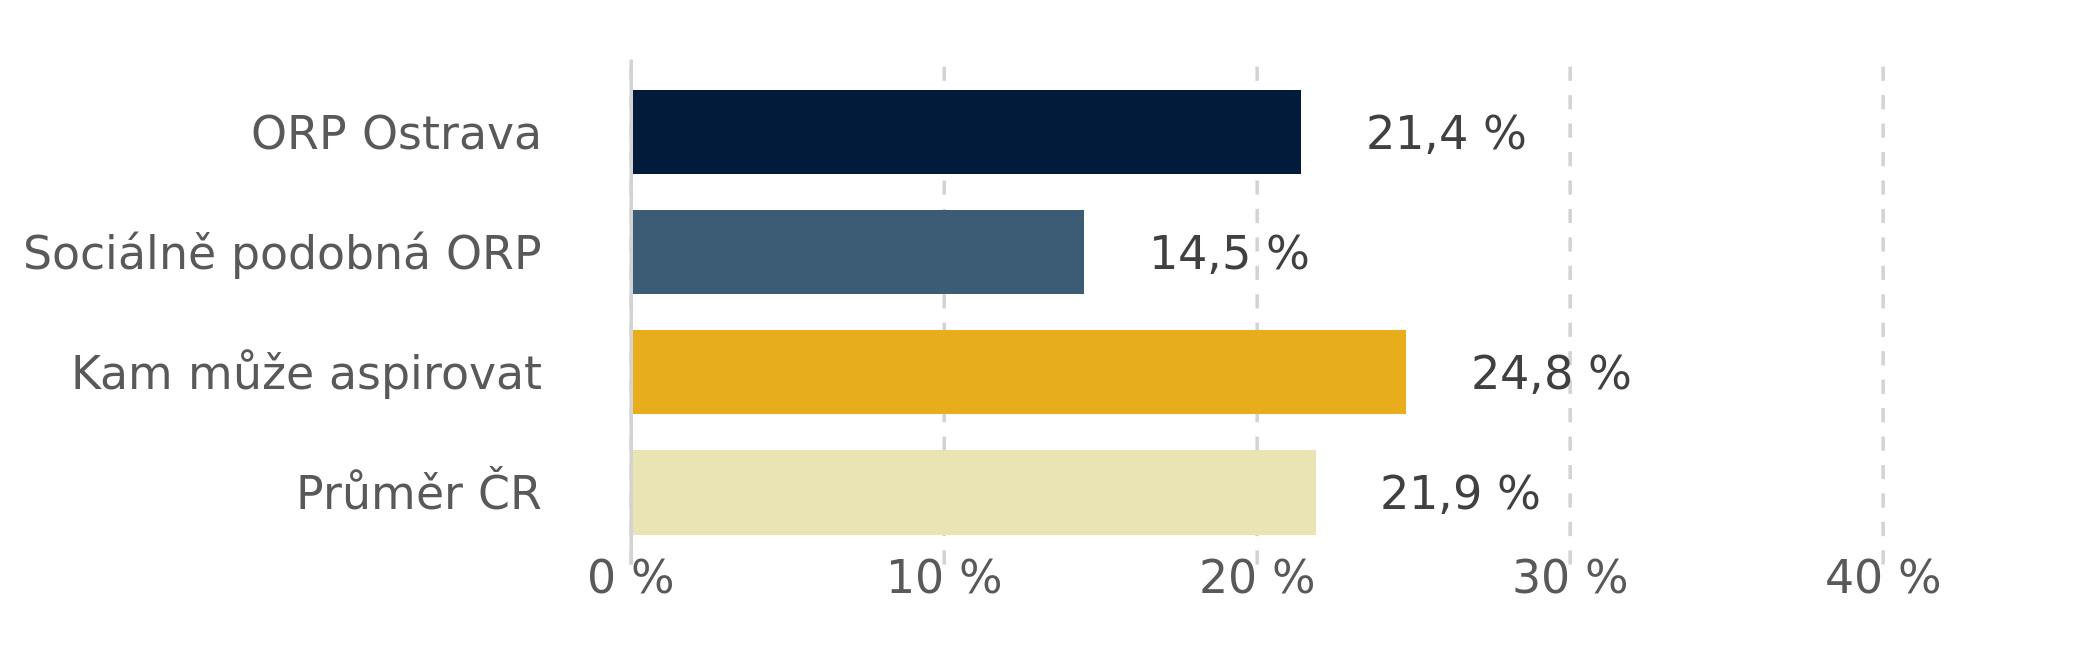 ORP Ostrava 21,4 %
Sociálně podobná ORP 14,5 %
Kam může aspirovat 24,8 %
Průměr ČR 21,9 %
0 % 10 % 20 % 30 % 40 %